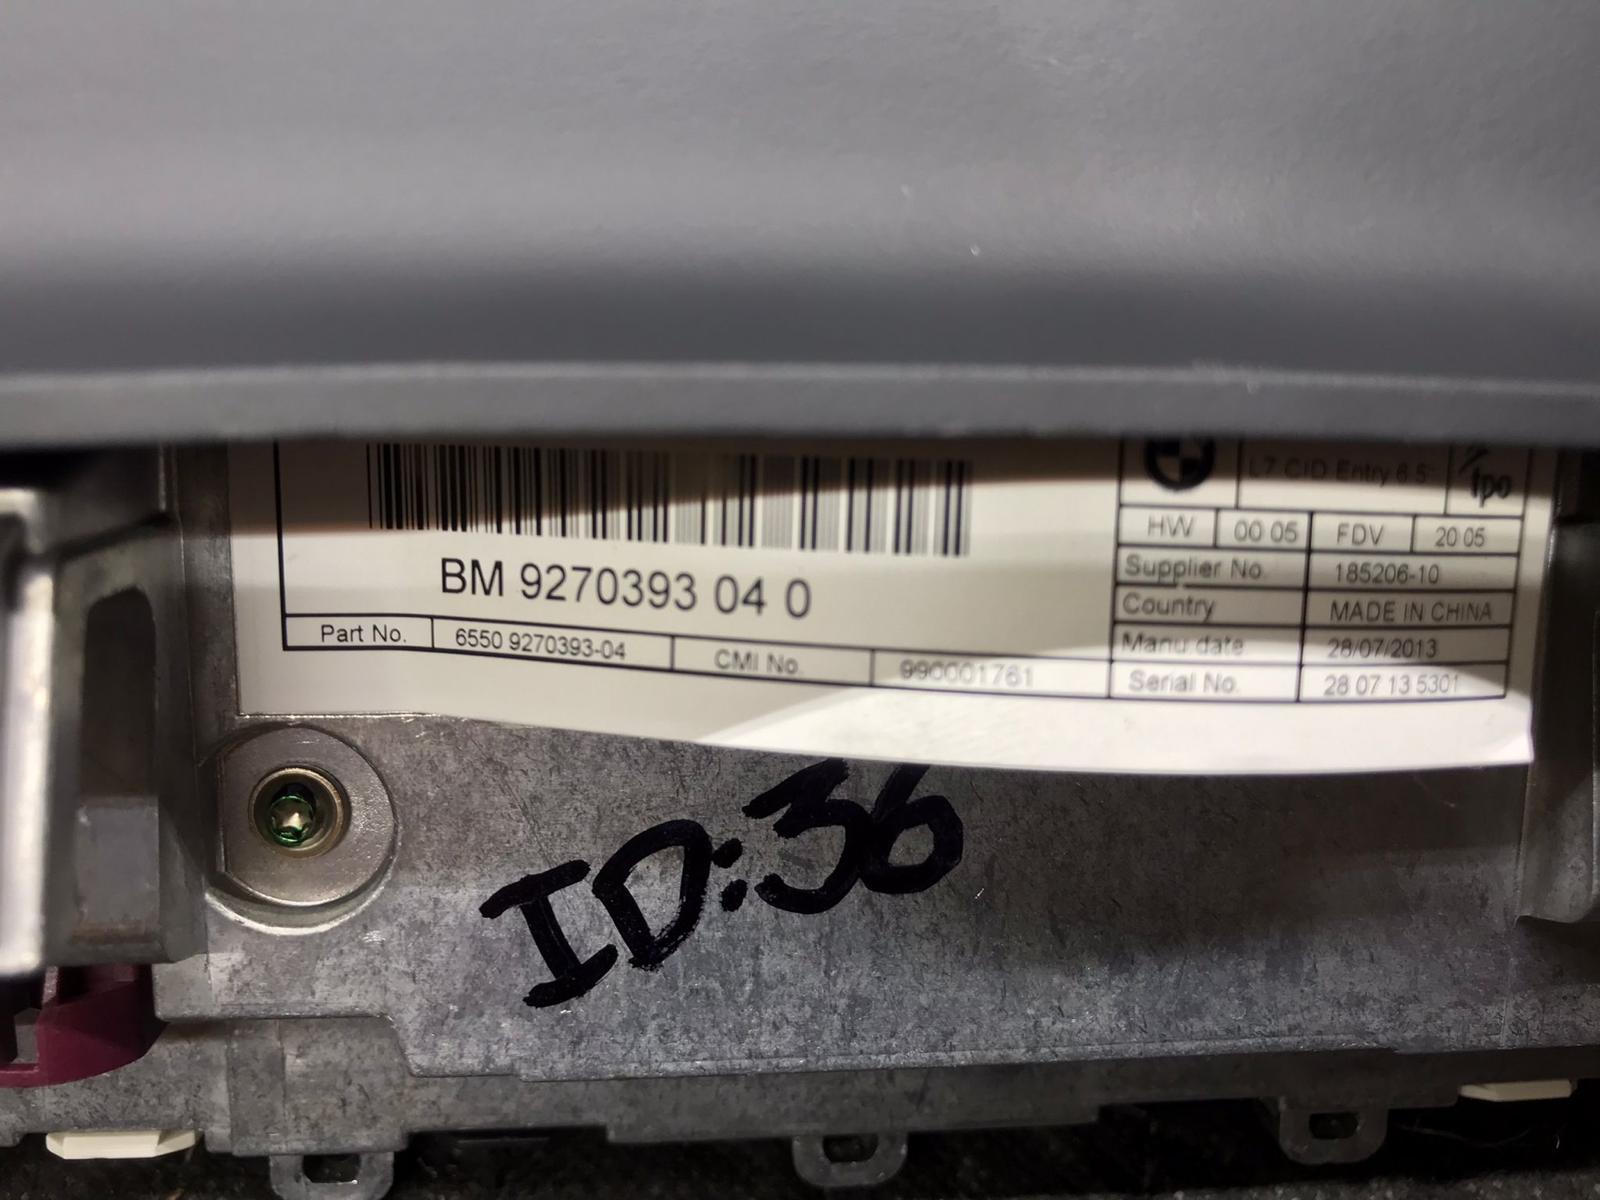 L7 CID Entry 6.5"
ipo
HW 00 05 FDV 20 05
Supplier No. 185206-10
Country MADE IN CHINA
Manu date 28/07/2013
Serial No. 28 07 13 5301
BM 9270393 04 0
Part No. 6550 9270393-04 CMI No. 990001761
ID:36